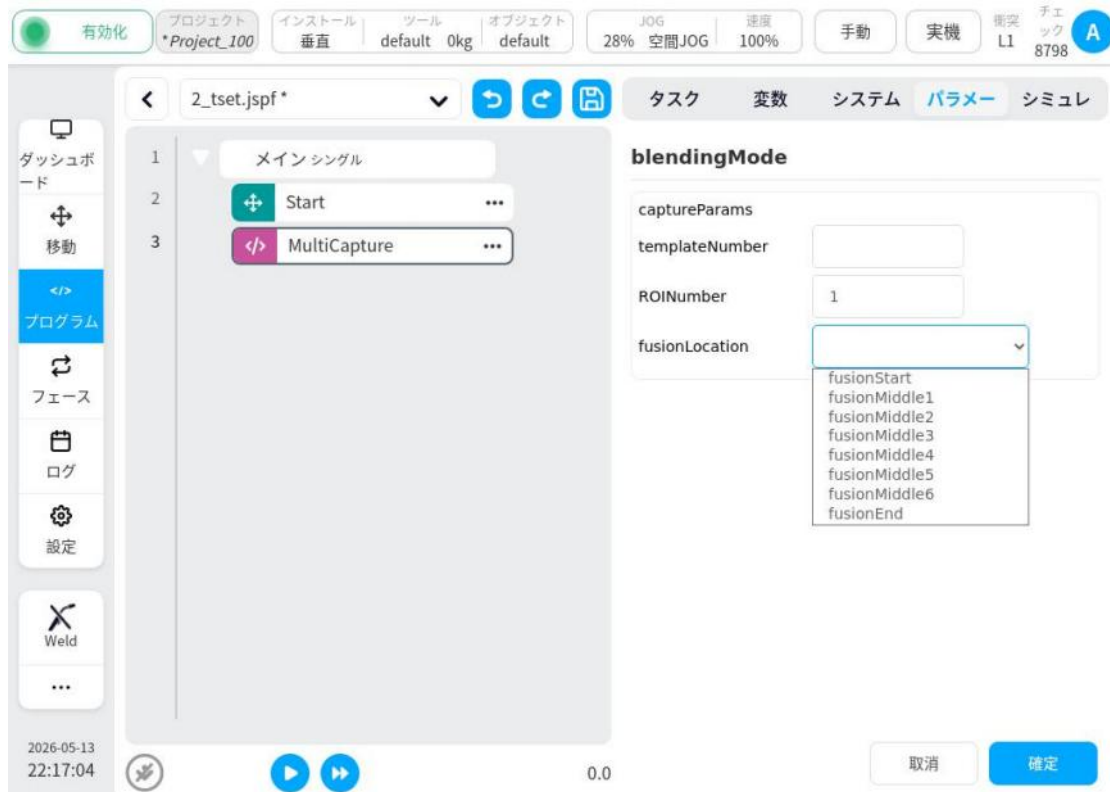 有効化
プロジェクト
*Project_100
インストール
垂直
ツール
default 0kg
オブジェクト
default
JOG
28% 空間JOG
速度
100%
手動
実機
衝突
L1
チェ
ック
8798
A
2_tset.jspf *
タスク
変数
システム
パラメー
シミュレ
ダッシュボ
ード
移動
</>
プログラム
フェース
ログ
設定
Weld
...
2026-05-13
22:17:04
1
メイン シングル
2
Start
...
3
</>
MultiCapture
...
0.0
blendingMode
captureParams
templateNumber
ROINumber
1
fusionLocation
fusionStart
fusionMiddle1
fusionMiddle2
fusionMiddle3
fusionMiddle4
fusionMiddle5
fusionMiddle6
fusionEnd
取消
確定